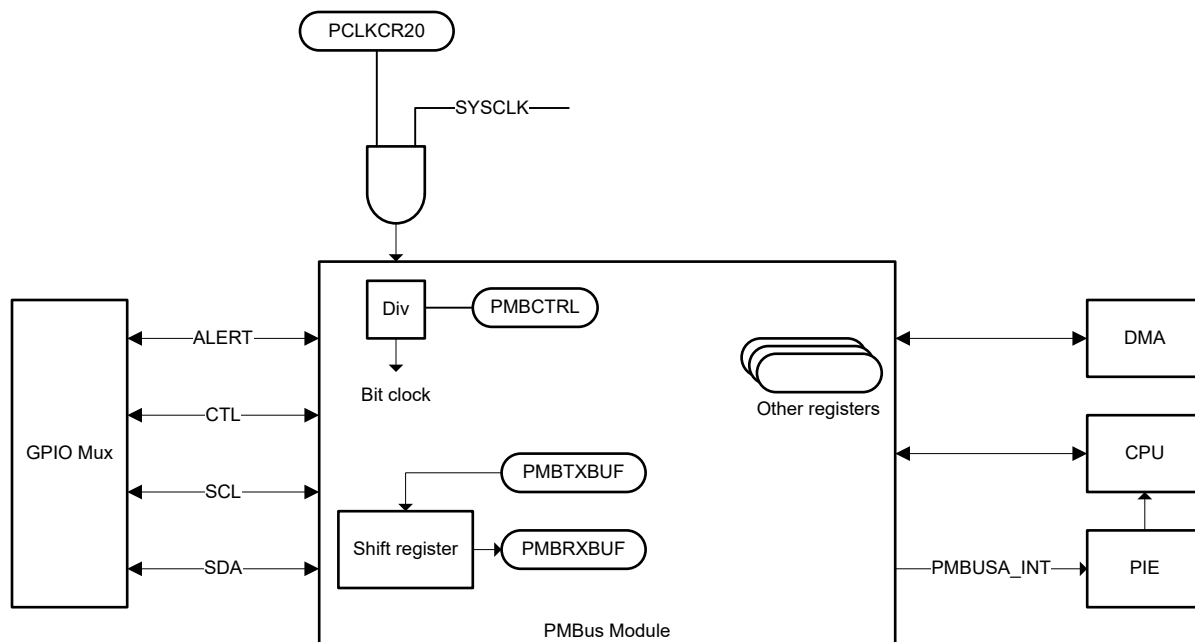 PCLKCR20
SYSCLK
Div
PMBCTRL
ALERT
DMA
Bit clock
Other registers
CTL
GPIO Mux
CPU
PMBTXBUF
SCL
Shift register
PMBRXBUF
SDA
PMBUSA_INT
PIE
PMBus Module